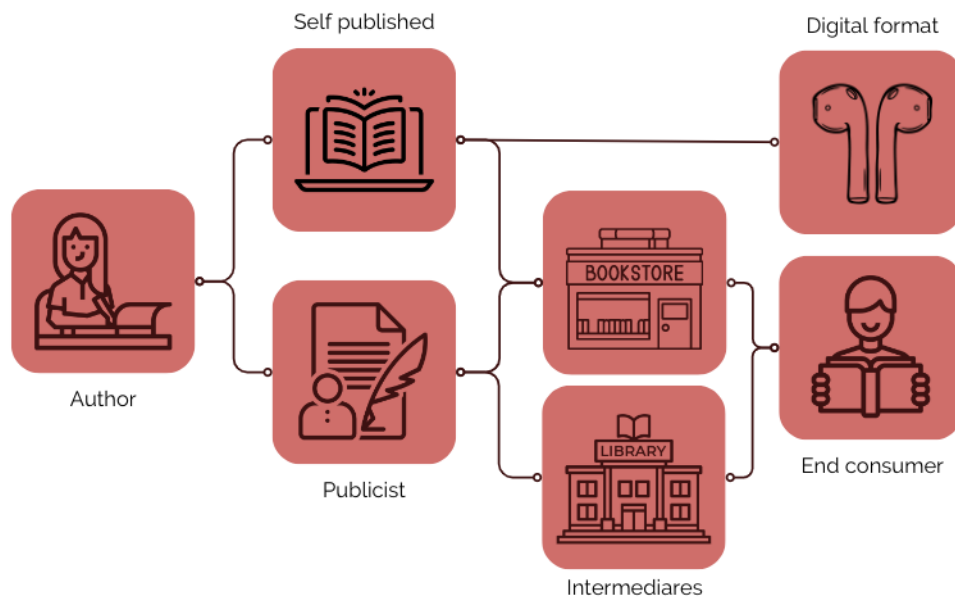 Self published
Digital format
BOOKSTORE
Author
LIBRARY
End consumer
Publicist
Intermediares